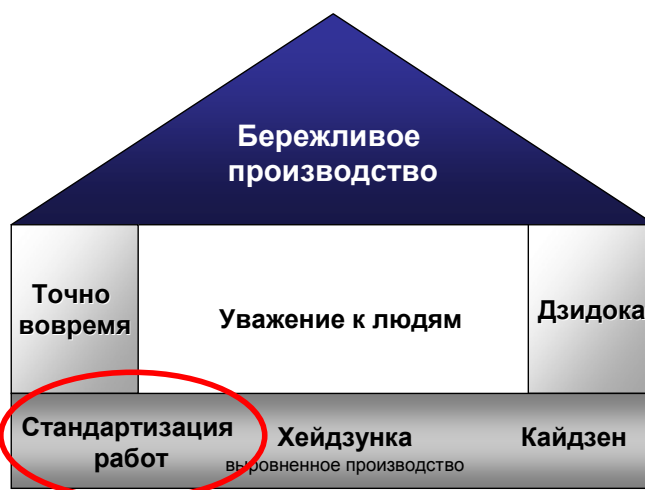 Бережливое
производство
Точно
вовремя
Уважение к людям
Дзидока
Стандартизация
работ
Хейдзунка
выровненное производство
Кайдзен